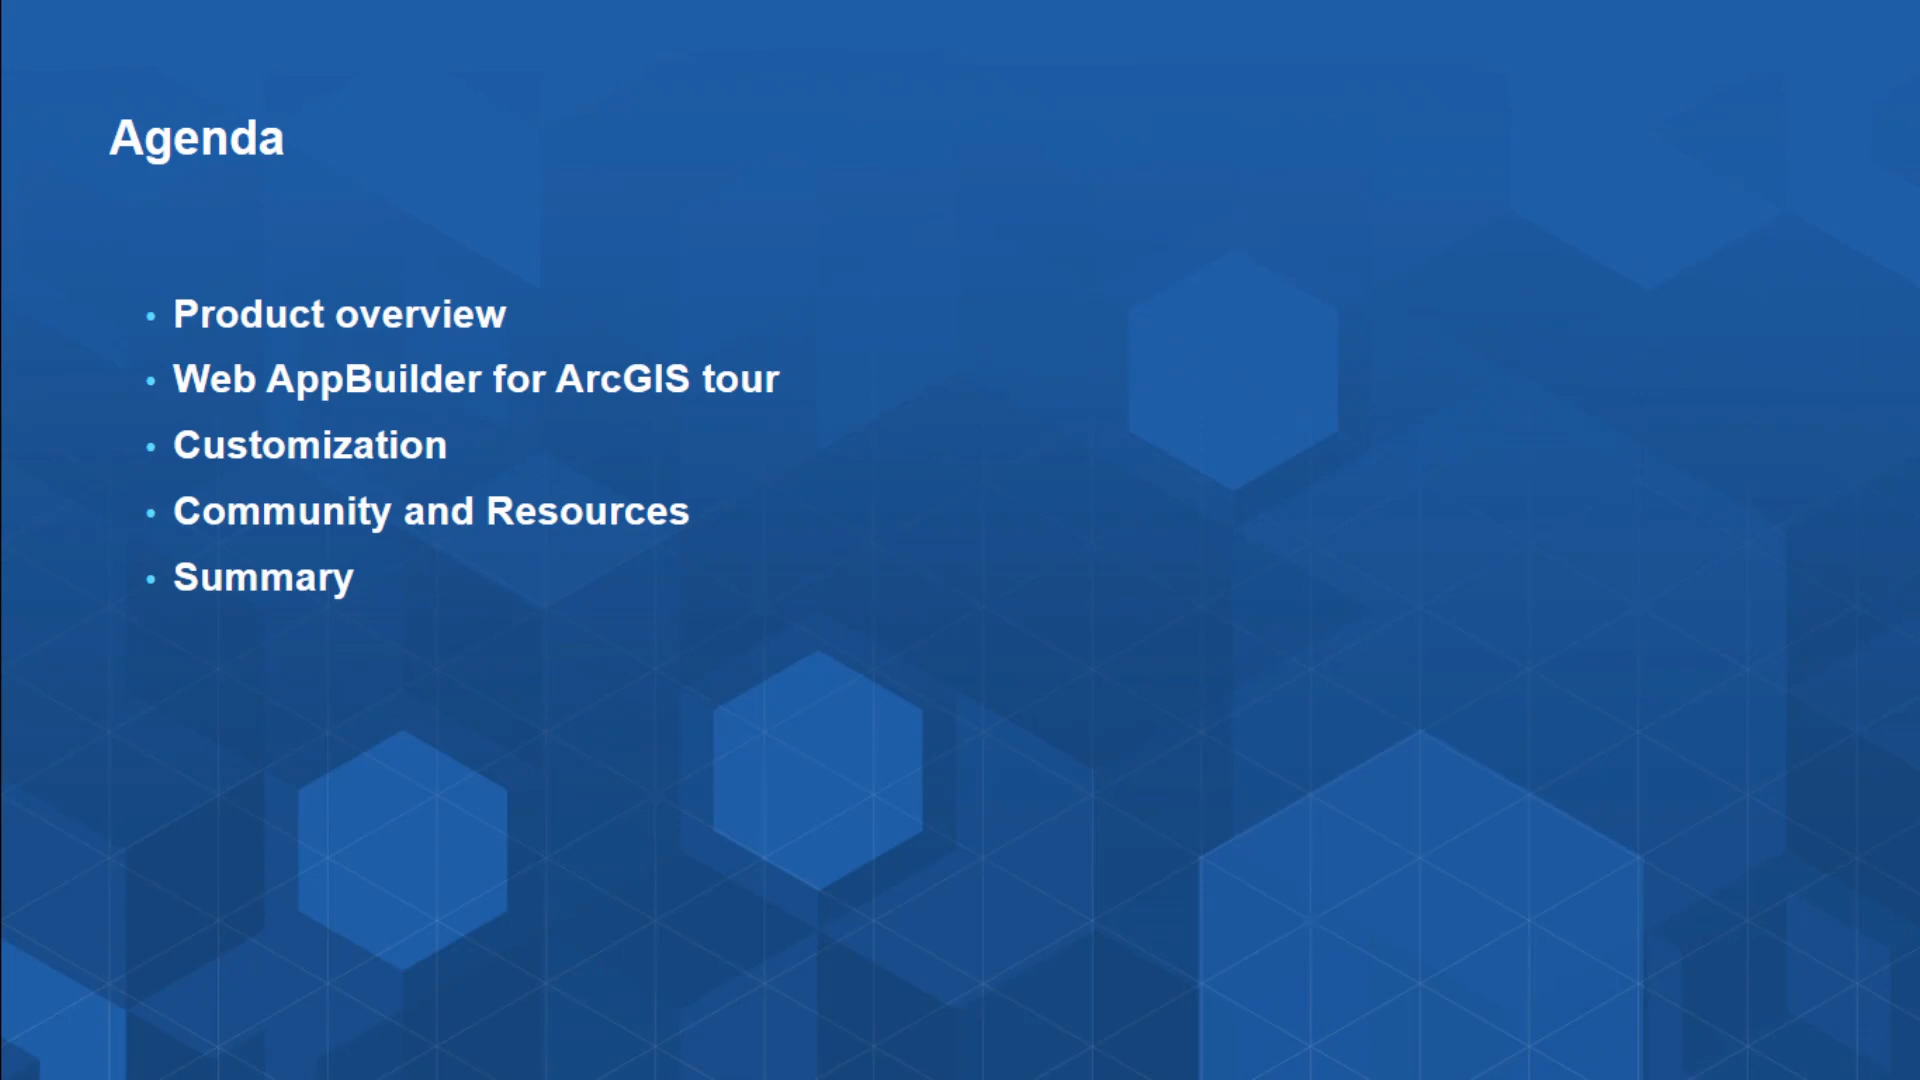 Agenda
• Product overview
• Web AppBuilder for ArcGIS tour
• Customization
• Community and Resources
• Summary